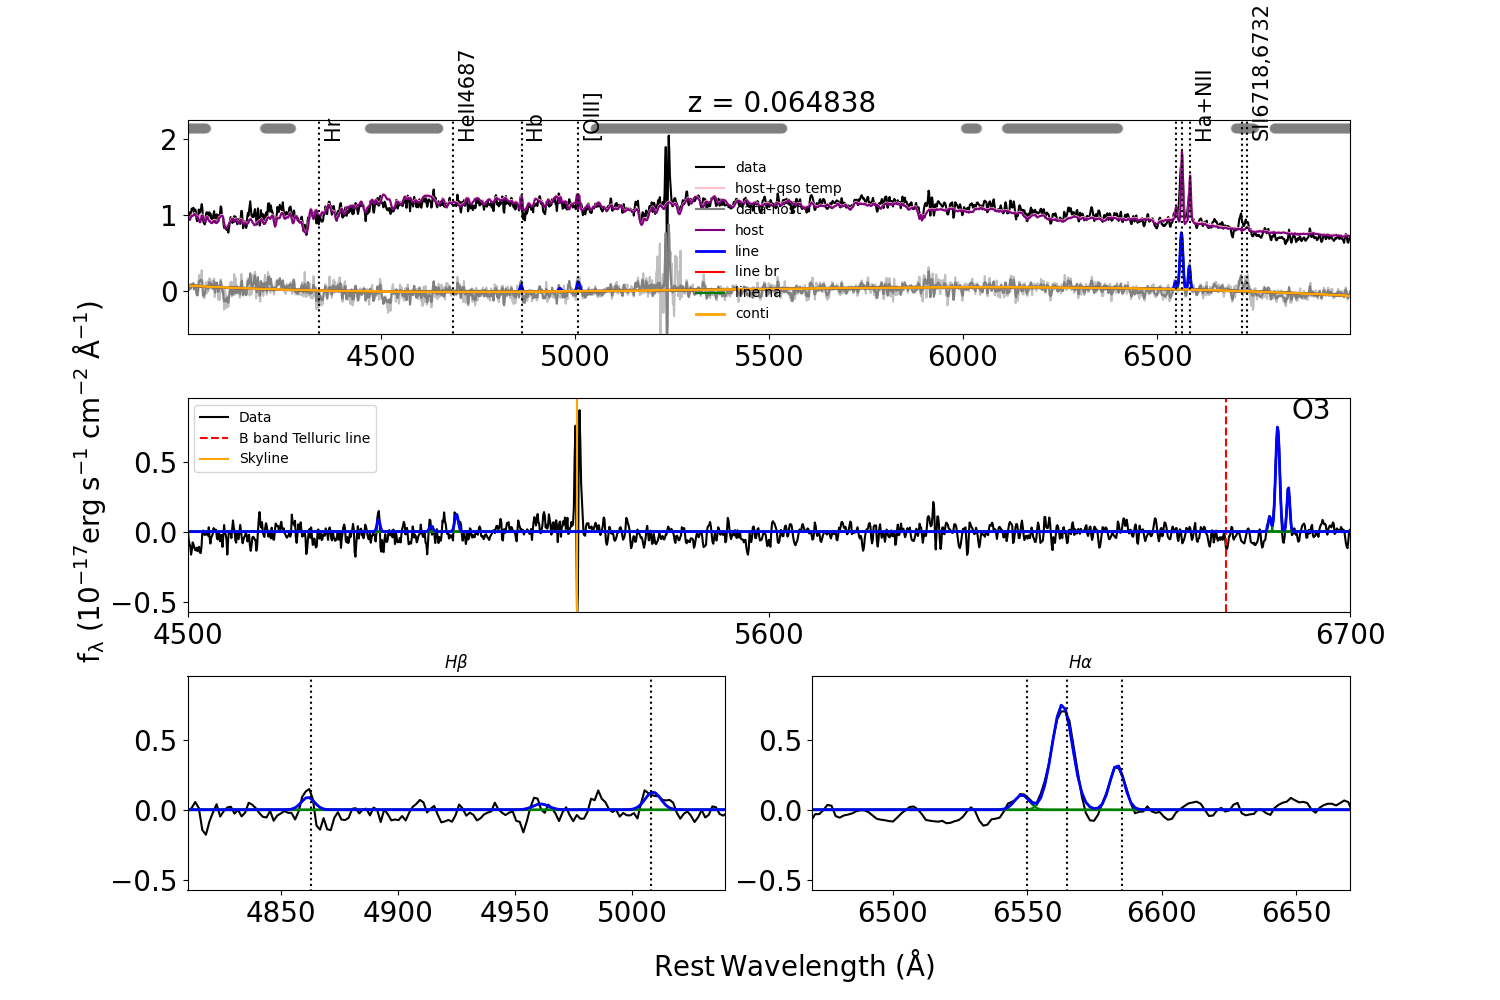 z = 0.064838
Hr
HeII4687
Hb
[OIII]
Ha+NII
SII6718,6732
2
1
0
data
host+qso temp
data-host
host
line
line br
line na
conti
4500
5000
5500
6000
6500
fλ (10⁻¹⁷erg s⁻¹ cm⁻² Å⁻¹)
Data
B band Telluric line
Skyline
O3
0.5
0.0
−0.5
4500
5600
6700
Hβ
0.5
0.0
−0.5
4850
4900
4950
5000
Hα
0.5
0.0
−0.5
6500
6550
6600
6650
Rest Wavelength (Å)